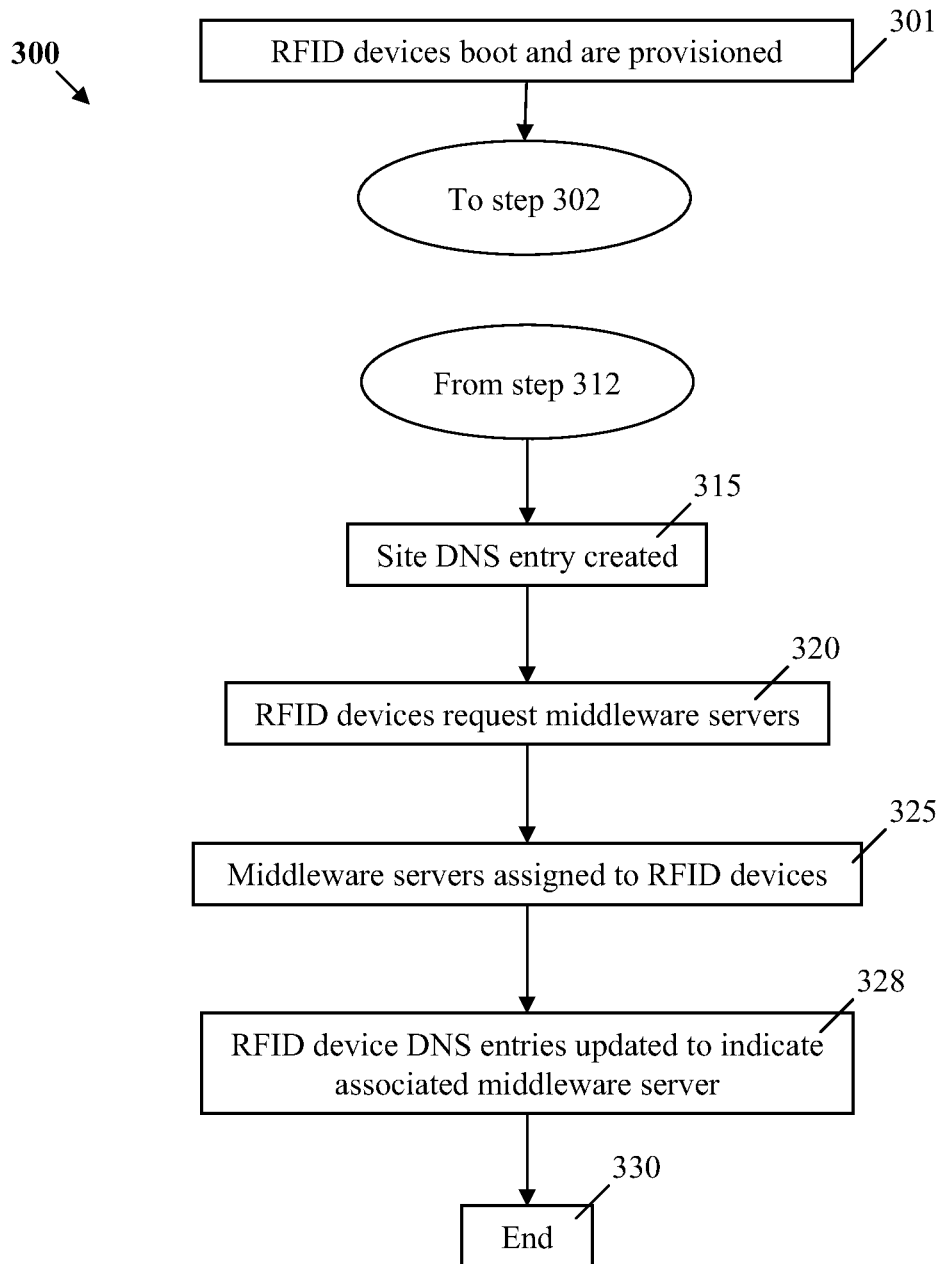 301
300
RFID devices boot and are provisioned
To step 302
From step 312
315
Site DNS entry created
320
RFID devices request middleware servers
325
Middleware servers assigned to RFID devices
328
RFID device DNS entries updated to indicate
associated middleware server
330
End